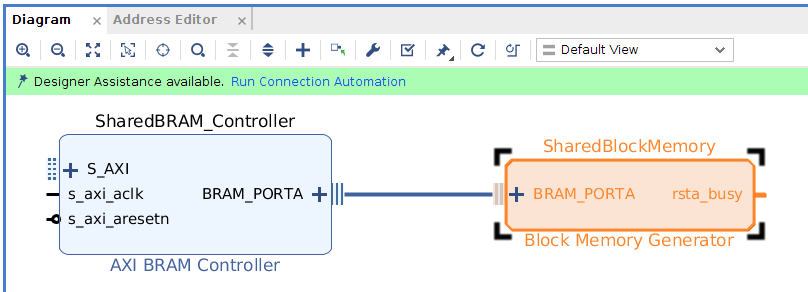 Diagram × Address Editor ×
Default View
Designer Assistance available. Run Connection Automation
SharedBRAM_Controller
S_AXI
s_axi_aclk
s_axi_aresetn
BRAM_PORTA
AXI BRAM Controller
SharedBlockMemory
BRAM_PORTA rsta_busy
Block Memory Generator